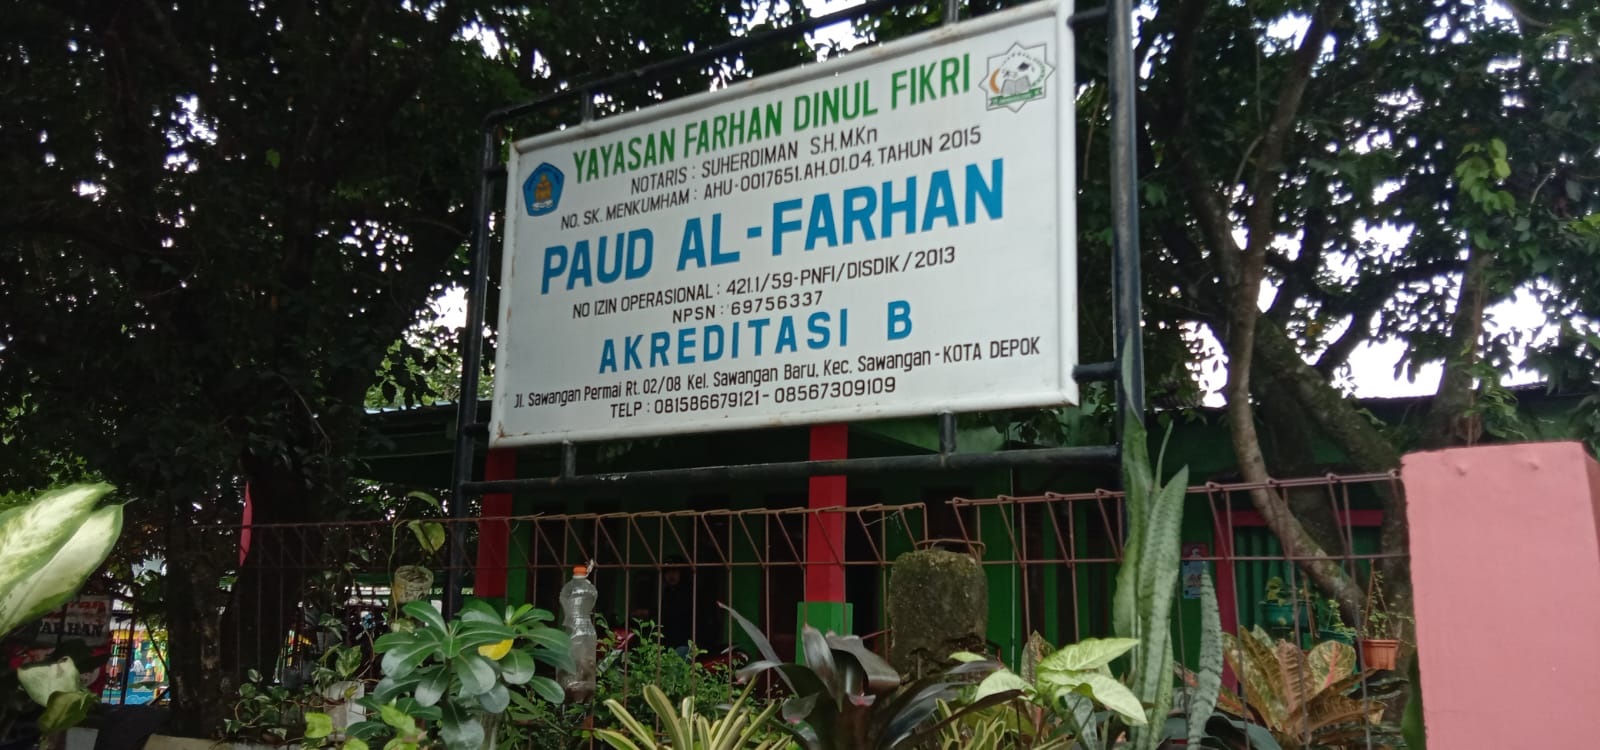 YAYASAN FARHAN DINUL FIKRI
NOTARIS : SUHERDIMAN S.H.MKn
NO. SK. MENKUMHAM : AHU-0017651.AH.01.04. TAHUN 2015
PAUD AL-FARHAN
NO IZIN OPERASIONAL : 421.1/59-PNFI/DISDIK/2013
NPSN : 69756337
AKREDITASI B
Jl. Sawangan Permai Rt. 02/08 Kel. Sawangan Baru, Kec. Sawangan-KOTA DEPOK
TELP : 081586679121-08567309109
FARHAN